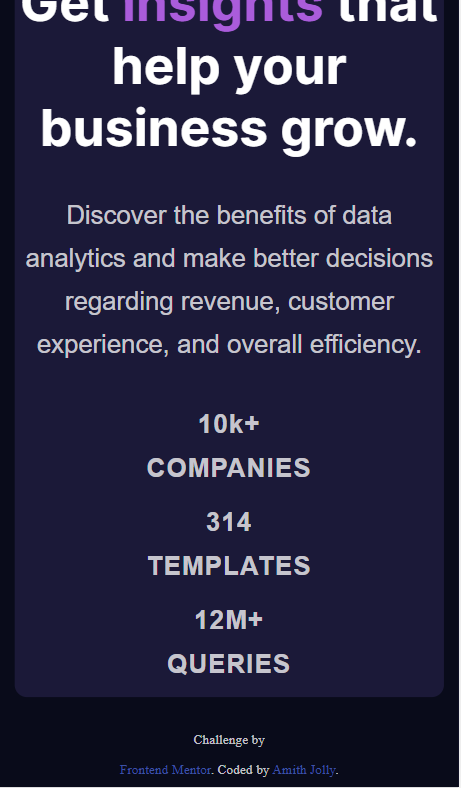 Get insights that
help your
business grow.
Discover the benefits of data
analytics and make better decisions
regarding revenue, customer
experience, and overall efficiency.
10k+
COMPANIES
314
TEMPLATES
12M+
QUERIES
Challenge by
Frontend Mentor. Coded by Amith Jolly.